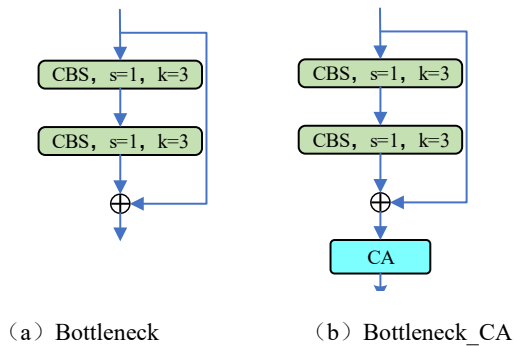 CBS，s=1，k=3
CBS，s=1，k=3
CBS，s=1，k=3
CBS，s=1，k=3
CA
（a）Bottleneck
（b）Bottleneck_CA